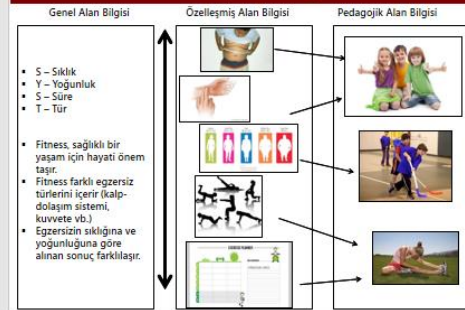 Genel Alan Bilgisi
Özelleşmiş Alan Bilgisi
Pedagojik Alan Bilgisi
▪ S – Sıklık
▪ Y – Yoğunluk
▪ S – Süre
▪ T – Tür
▪ Fitness, sağlıklı bir
yaşam için hayati önem
taşır.
▪ Fitness farklı egzersiz
türlerini içerir (kalp-
dolaşım sistemi,
kuvvete vb.)
▪ Egzersizin sıklığına ve
yoğunluğuna göre
alınan sonuç farklılaşır.
EXERCISE PLANNER